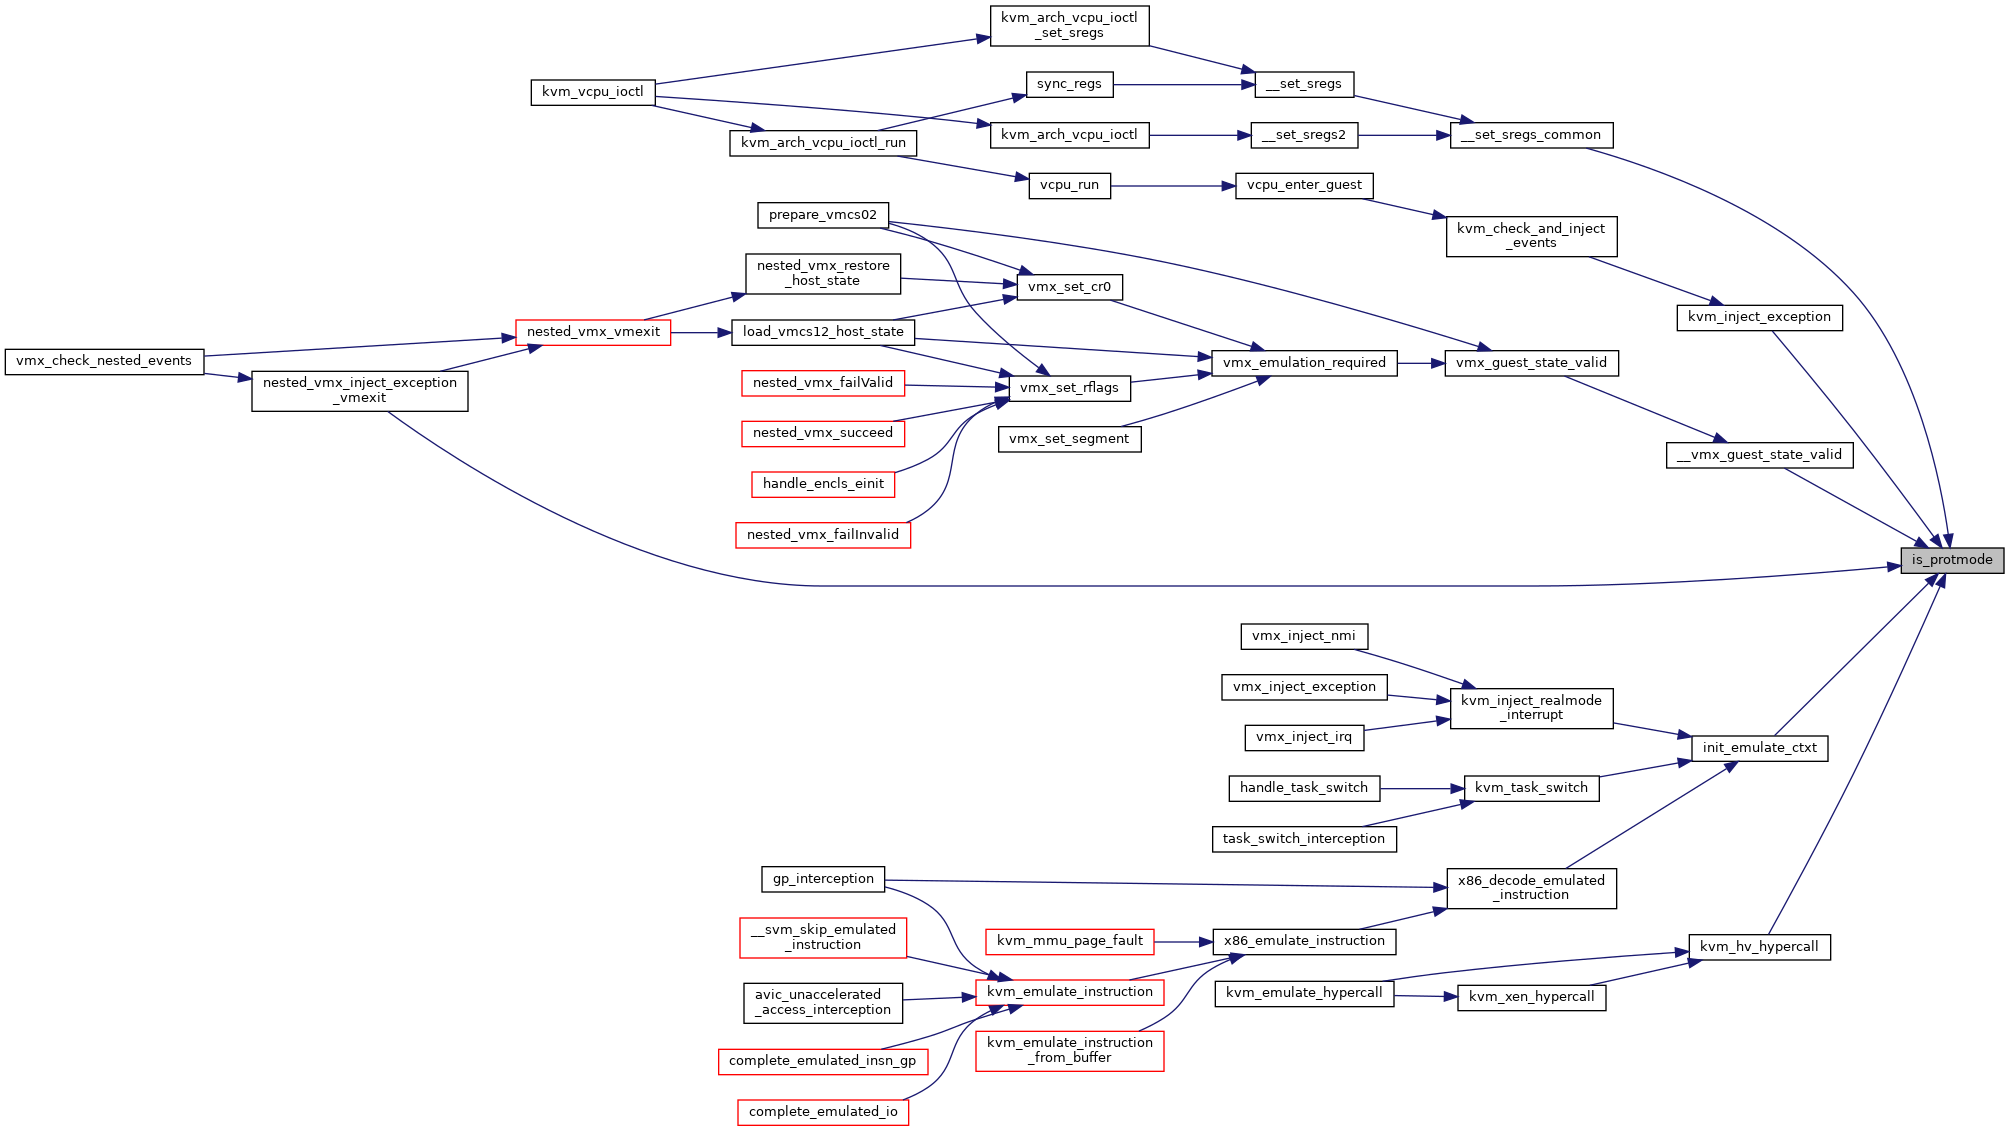 kvm_arch_vcpu_ioctl
_set_sregs
kvm_vcpu_ioctl
sync_regs
__set_sregs
kvm_arch_vcpu_ioctl_run
kvm_arch_vcpu_ioctl
__set_sregs2
__set_sregs_common
vcpu_run
vcpu_enter_guest
prepare_vmcs02
kvm_check_and_inject
_events
nested_vmx_restore
_host_state
vmx_set_cr0
kvm_inject_exception
nested_vmx_vmexit
load_vmcs12_host_state
vmx_check_nested_events
vmx_emulation_required
vmx_guest_state_valid
nested_vmx_inject_exception
_vmexit
nested_vmx_failValid
vmx_set_rflags
nested_vmx_succeed
vmx_set_segment
__vmx_guest_state_valid
handle_encls_einit
nested_vmx_failInvalid
is_protmode
vmx_inject_nmi
vmx_inject_exception
kvm_inject_realmode
_interrupt
vmx_inject_irq
init_emulate_ctxt
handle_task_switch
kvm_task_switch
task_switch_interception
gp_interception
x86_decode_emulated
_instruction
__svm_skip_emulated
_instruction
kvm_mmu_page_fault
x86_emulate_instruction
kvm_hv_hypercall
avic_unaccelerated
_access_interception
kvm_emulate_instruction
kvm_emulate_hypercall
kvm_xen_hypercall
complete_emulated_insn_gp
kvm_emulate_instruction
_from_buffer
complete_emulated_io